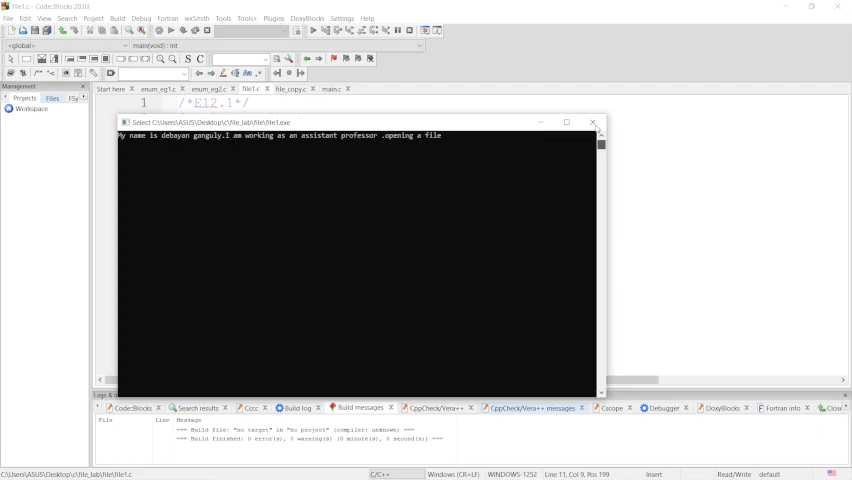 file1.c - Code::Blocks 20.03
File Edit View Search Project Build Debug Fortran wxSmith Tools Tools+ Plugins DoxyBlocks Settings Help
<global> main(void) : int
S C
/** *<
Management
Start here enum_eg1.c enum_eg2.c file1.c file_copy.c main.c
Projects Files FSy
Workspace
1 /*E12.1*/
Select C:\Users\ASUS\Desktop\c\file_lab\file\file1.exe
My name is debayan ganguly.I am working as an assistant professor .opening a file
Logs &
Code::Blocks Search results Cccc Build log Build messages CppCheck/Vera++ CppCheck/Vera++ messages Cscope Debugger DoxyBlocks Fortran info Closi
File Line Message
=== Build file: "no target" in "no project" (compiler: unknown) ===
=== Build finished: 0 error(s), 0 warning(s) (0 minute(s), 0 second(s)) ===
C:\Users\ASUS\Desktop\c\file_lab\file\file1.c C/C++ Windows (CR+LF) WINDOWS-1252 Line 11, Col 9, Pos 199 Insert Read/Write default